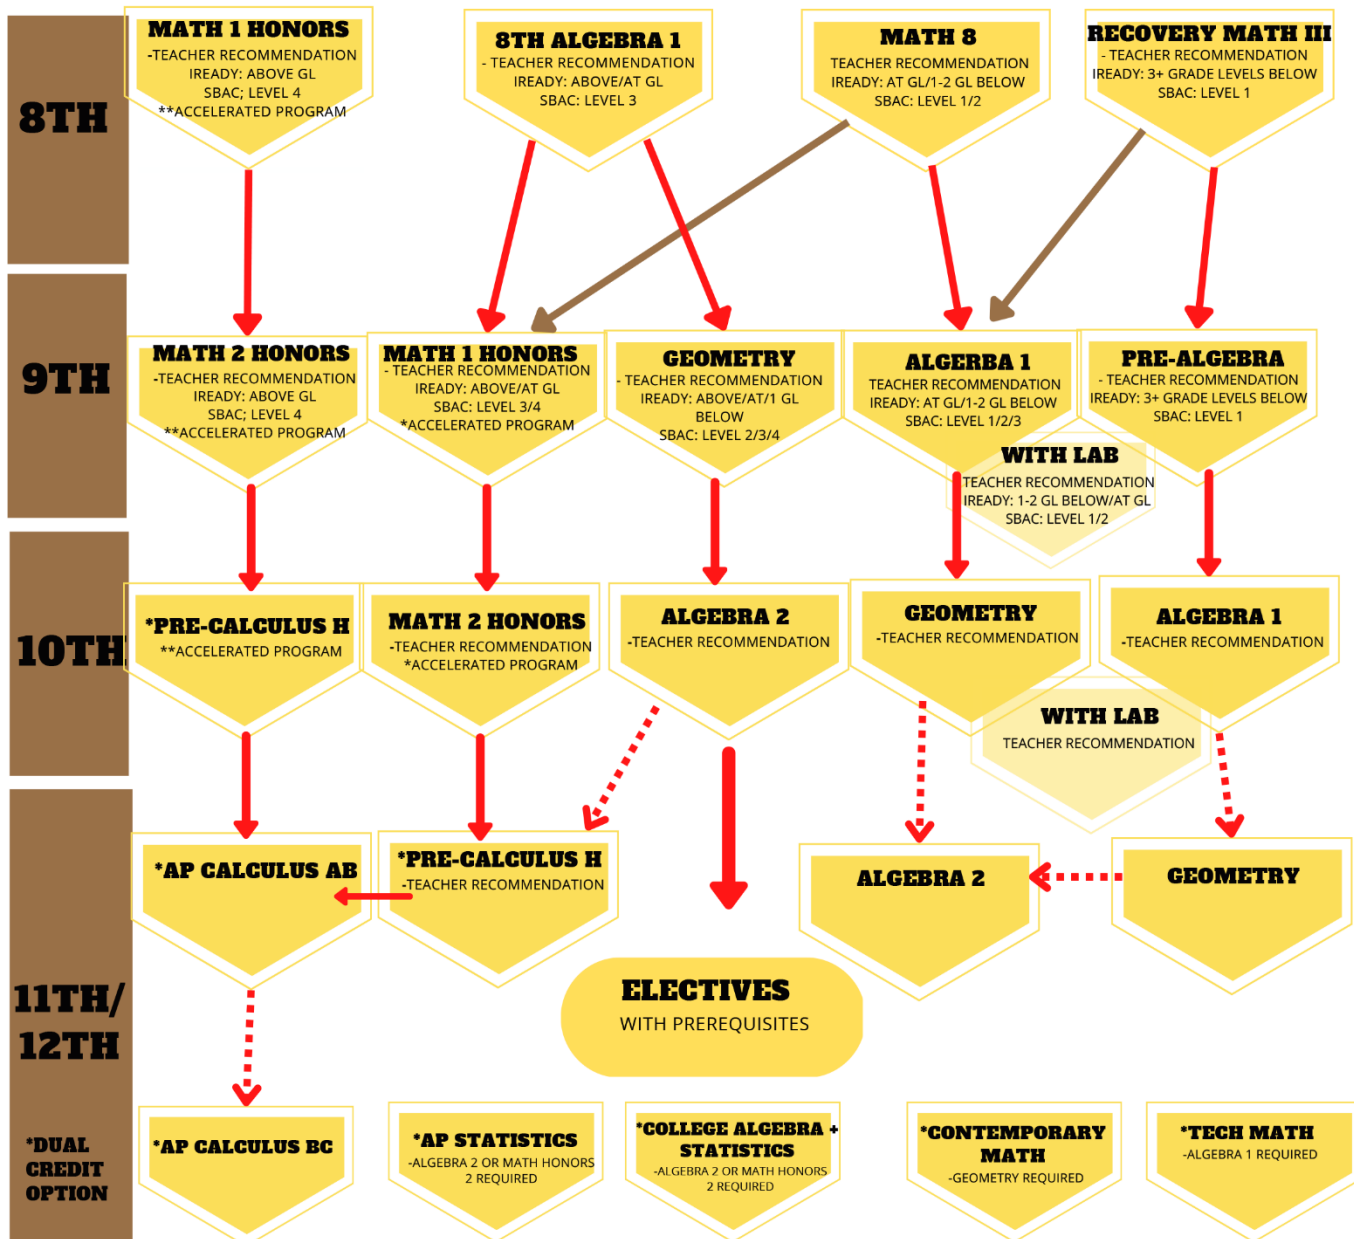 8TH
MATH 1 HONORS
-TEACHER RECOMMENDATION
IREADY: ABOVE GL
SBAC; LEVEL 4
**ACCELERATED PROGRAM
8TH ALGEBRA 1
- TEACHER RECOMMENDATION
IREADY: ABOVE/AT GL
SBAC: LEVEL 3
MATH 8
TEACHER RECOMMENDATION
IREADY: AT GL/1-2 GL BELOW
SBAC: LEVEL 1/2
RECOVERY MATH III
- TEACHER RECOMMENDATION
IREADY: 3+ GRADE LEVELS BELOW
SBAC: LEVEL 1
9TH
MATH 2 HONORS
-TEACHER RECOMMENDATION
IREADY: ABOVE GL
SBAC; LEVEL 4
**ACCELERATED PROGRAM
MATH 1 HONORS
- TEACHER RECOMMENDATION
IREADY: ABOVE/AT GL
SBAC: LEVEL 3/4
*ACCELERATED PROGRAM
GEOMETRY
- TEACHER RECOMMENDATION
IREADY: ABOVE/AT/1 GL
BELOW
SBAC: LEVEL 2/3/4
ALGERBA 1
TEACHER RECOMMENDATION
IREADY: AT GL/1-2 GL BELOW
SBAC: LEVEL 1/2/3
PRE-ALGEBRA
- TEACHER RECOMMENDATION
IREADY: 3+ GRADE LEVELS BELOW
SBAC: LEVEL 1
WITH LAB
TEACHER RECOMMENDATION
IREADY: 1-2 GL BELOW/AT GL
SBAC: LEVEL 1/2
10TH
*PRE-CALCULUS H
**ACCELERATED PROGRAM
MATH 2 HONORS
-TEACHER RECOMMENDATION
*ACCELERATED PROGRAM
ALGEBRA 2
-TEACHER RECOMMENDATION
GEOMETRY
-TEACHER RECOMMENDATION
ALGEBRA 1
-TEACHER RECOMMENDATION
WITH LAB
TEACHER RECOMMENDATION
11TH/
12TH
*AP CALCULUS AB
*PRE-CALCULUS H
-TEACHER RECOMMENDATION
ALGEBRA 2
GEOMETRY
ELECTIVES
WITH PREREQUISITES
*DUAL
CREDIT
OPTION
*AP CALCULUS BC
*AP STATISTICS
-ALGEBRA 2 OR MATH HONORS
2 REQUIRED
*COLLEGE ALGEBRA +
STATISTICS
-ALGEBRA 2 OR MATH HONORS
2 REQUIRED
*CONTEMPORARY
MATH
-GEOMETRY REQUIRED
*TECH MATH
-ALGEBRA 1 REQUIRED